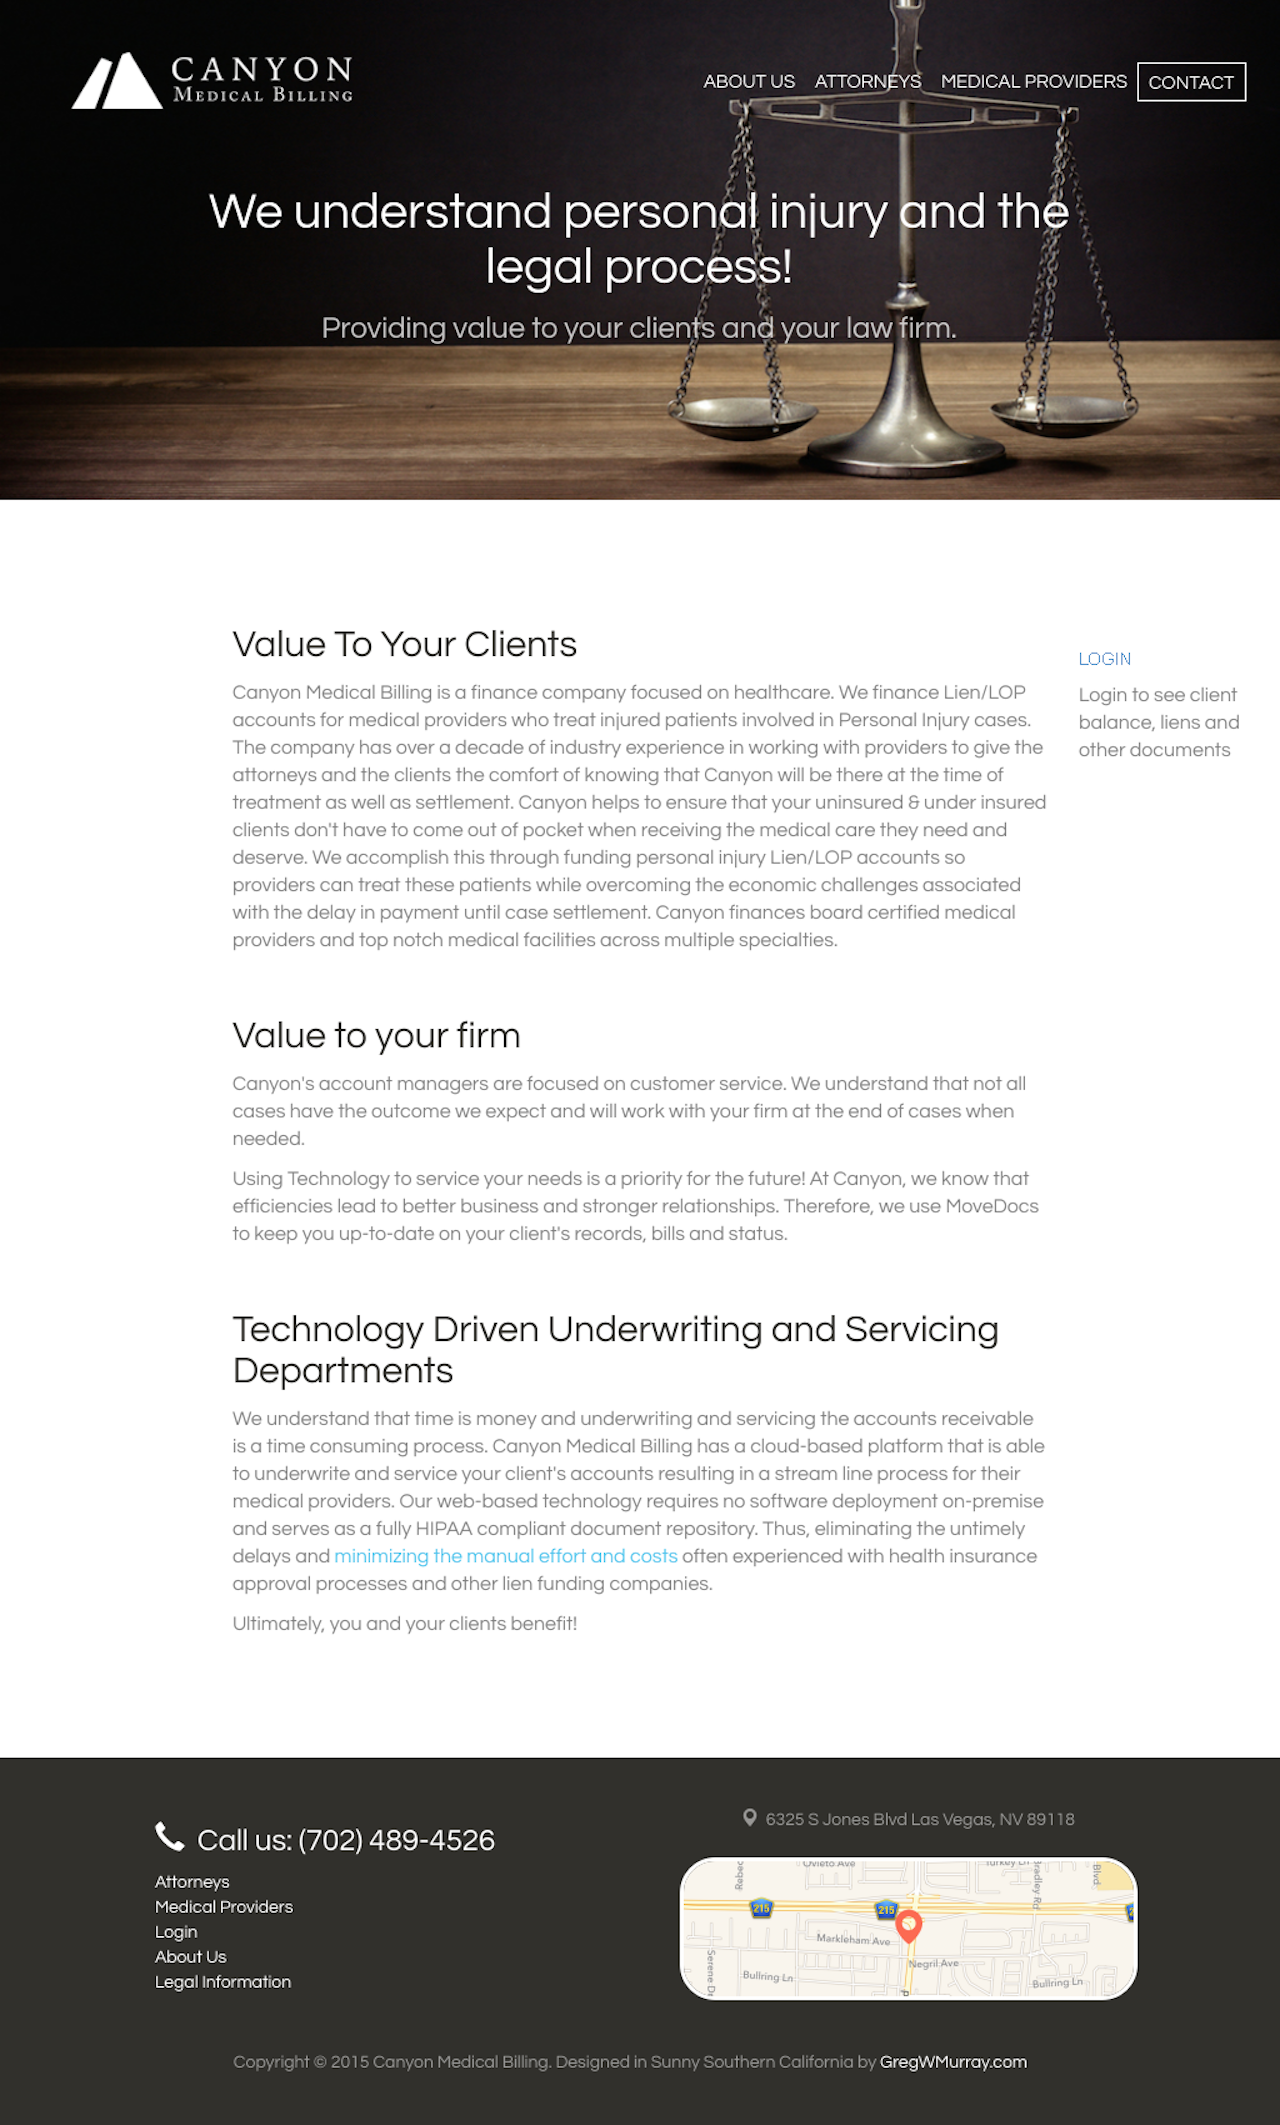 CANYON
MEDICAL BILLING
ABOUT US ATTORNEYS MEDICAL PROVIDERS CONTACT
We understand personal injury and the
legal process!
Providing value to your clients and your law firm.
Value To Your Clients
Canyon Medical Billing is a finance company focused on healthcare. We finance Lien/LOP
accounts for medical providers who treat injured patients involved in Personal Injury cases.
The company has over a decade of industry experience in working with providers to give the
attorneys and the clients the comfort of knowing that Canyon will be there at the time of
treatment as well as settlement. Canyon helps to ensure that your uninsured & under insured
clients don't have to come out of pocket when receiving the medical care they need and
deserve. We accomplish this through funding personal injury Lien/LOP accounts so
providers can treat these patients while overcoming the economic challenges associated
with the delay in payment until case settlement. Canyon finances board certified medical
providers and top notch medical facilities across multiple specialties.
LOGIN
Login to see client
balance, liens and
other documents
Value to your firm
Canyon's account managers are focused on customer service. We understand that not all
cases have the outcome we expect and will work with your firm at the end of cases when
needed.
Using Technology to service your needs is a priority for the future! At Canyon, we know that
efficiencies lead to better business and stronger relationships. Therefore, we use MoveDocs
to keep you up-to-date on your client's records, bills and status.
Technology Driven Underwriting and Servicing
Departments
We understand that time is money and underwriting and servicing the accounts receivable
is a time consuming process. Canyon Medical Billing has a cloud-based platform that is able
to underwrite and service your client's accounts resulting in a stream line process for their
medical providers. Our web-based technology requires no software deployment on-premise
and serves as a fully HIPAA compliant document repository. Thus, eliminating the untimely
delays and minimizing the manual effort and costs often experienced with health insurance
approval processes and other lien funding companies.
Ultimately, you and your clients benefit!
Call us: (702) 489-4526
Attorneys
Medical Providers
Login
About Us
Legal Information
6325 S Jones Blvd Las Vegas, NV 89118
Rebec
Ovieto Ave
Turkey Ln
Bradley Rd
Blvd
215
215
Markleham Ave
Negril Ave
Serene D
Bullring Ln
Bullring Ln
Copyright © 2015 Canyon Medical Billing. Designed in Sunny Southern California by GregWMurray.com